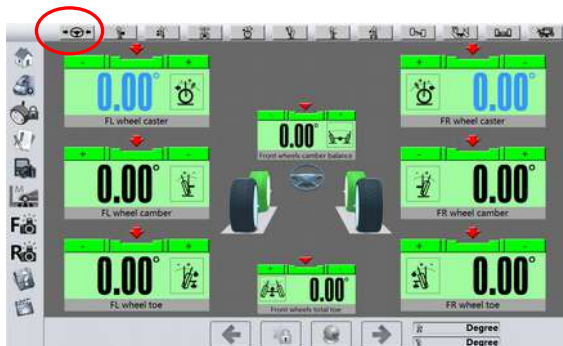 0.00°
FL wheel caster
0.00°
FR wheel caster
0.00°
Front wheels camber balance
0.00°
FL wheel camber
0.00°
FR wheel camber
0.00°
FL wheel toe
0.00°
Front wheels total toe
0.00°
FR wheel toe
M
F
R
Degree
Degree